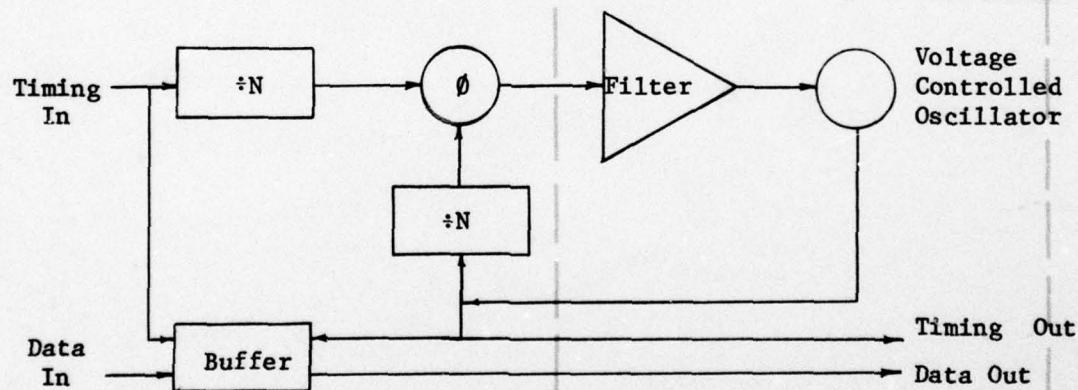 Timing
In
÷N
Ø
Filter
Voltage
Controlled
Oscillator
÷N
Data
In
Buffer
Timing Out
Data Out